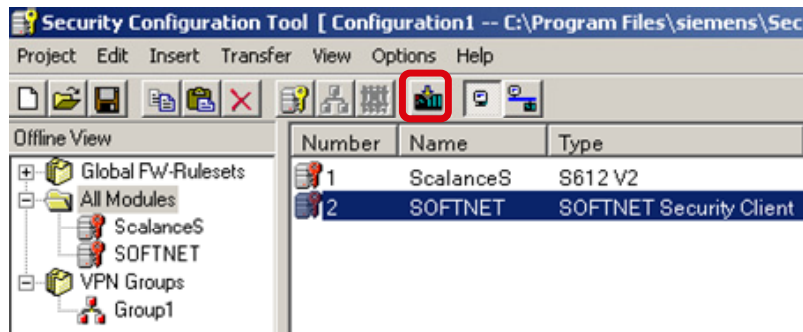 Security Configuration Tool [ Configuration1 -- C:\Program Files\siemens\Sec
Project Edit Insert Transfer View Options Help
Offline View
Number Name Type
Global FW-Rulesets
All Modules
ScalanceS
SOFTNET
VPN Groups
Group1
1 ScalanceS S612 V2
2 SOFTNET SOFTNET Security Client